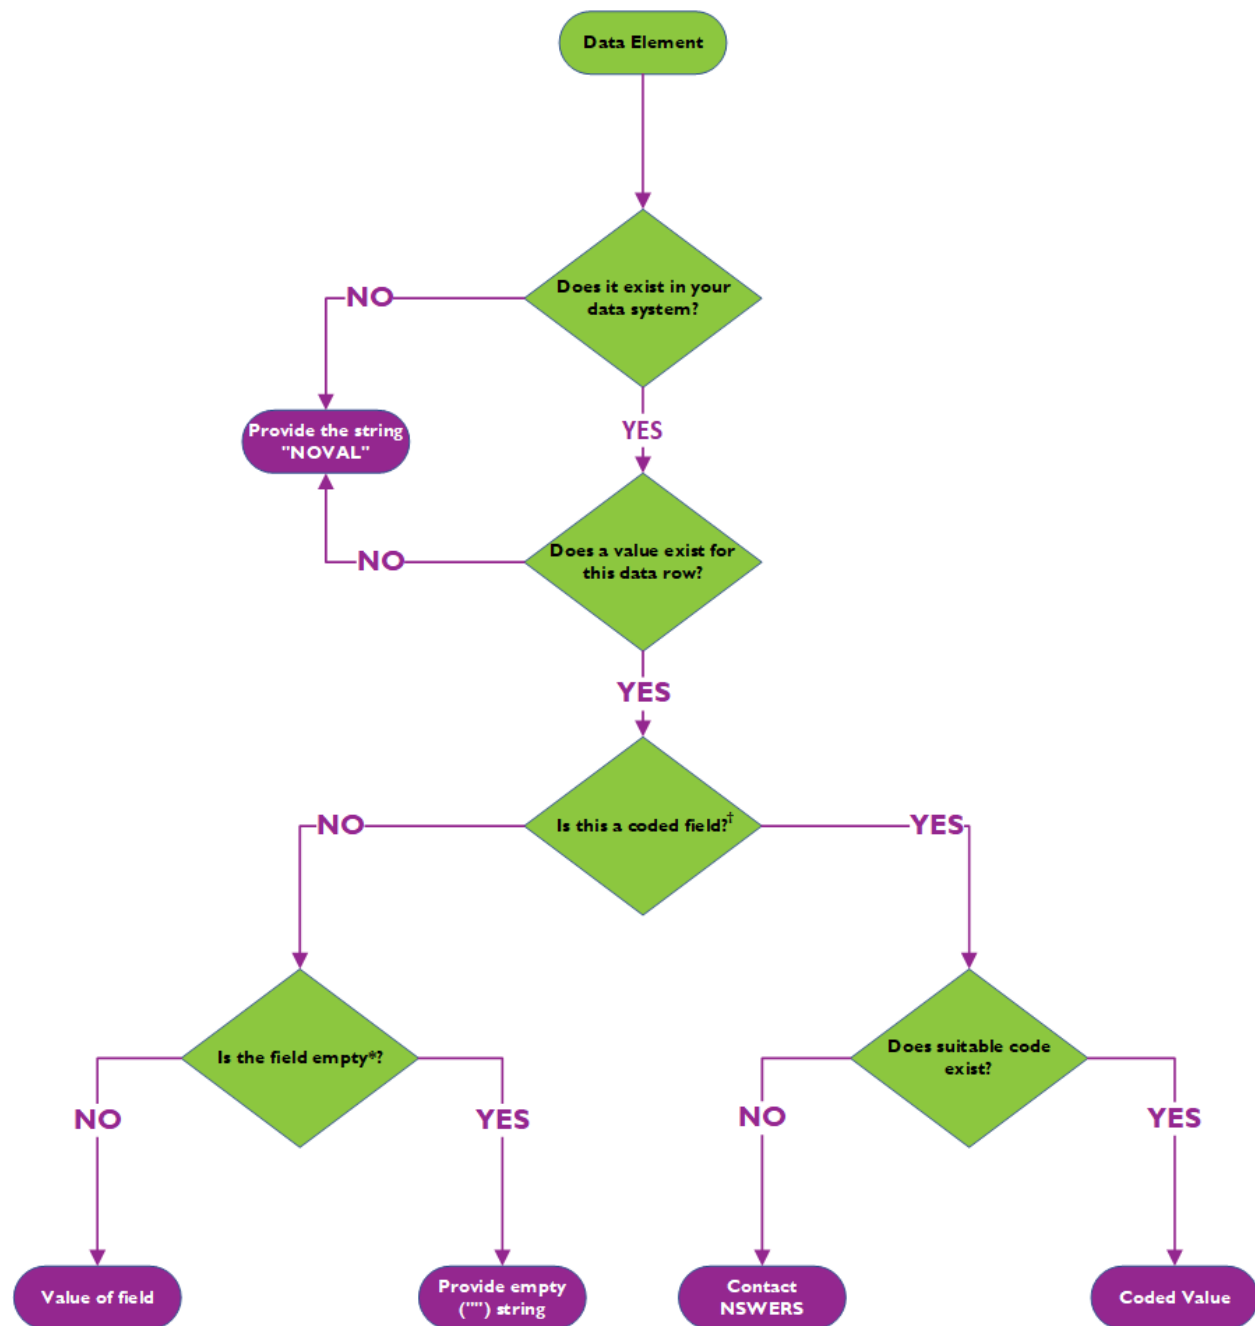 Data Element
Does it exist in your
data system?
NO
YES
Provide the string
"NOVAL"
Does a value exist for
this data row?
NO
YES
Is this a coded field?†
NO
YES
Is the field empty*?
Does suitable code
exist?
NO
YES
NO
YES
Value of field
Provide empty
("") string
Contact
NSWERS
Coded Value